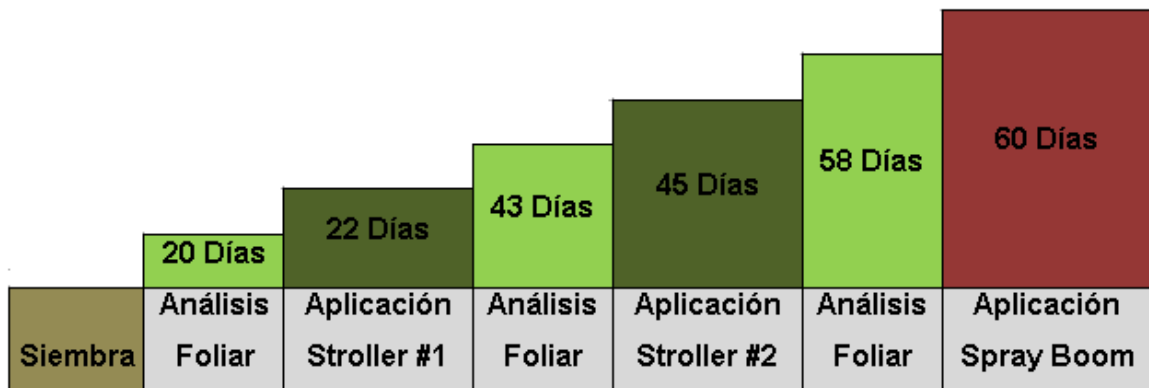 60 Días
58 Días
45 Días
43 Días
22 Días
20 Días
Siembra
Análisis
Foliar
Aplicación
Stroller #1
Análisis
Foliar
Aplicación
Stroller #2
Análisis
Foliar
Aplicación
Spray Boom